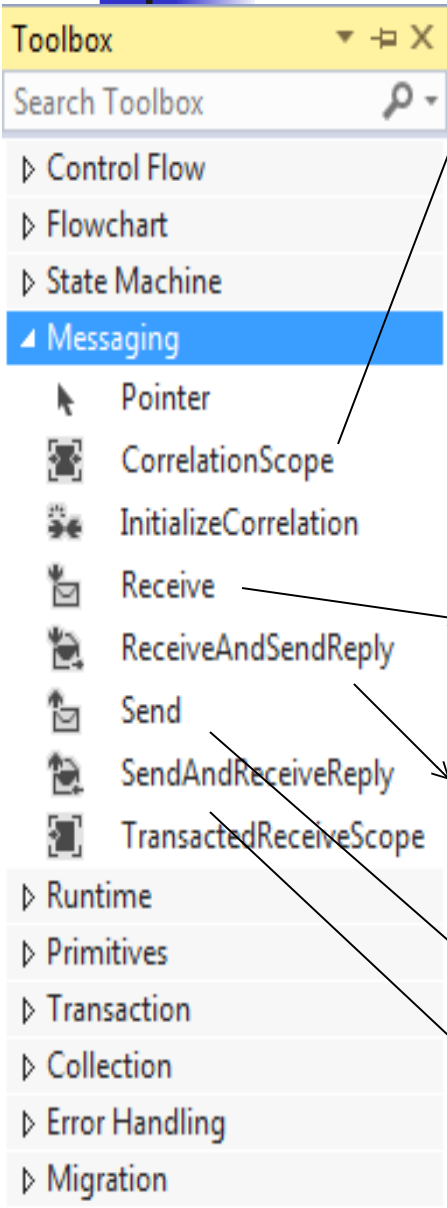 Toolbox
Search Toolbox
Control Flow
Flowchart
State Machine
Messaging
Pointer
CorrelationScope
InitializeCorrelation
Receive
ReceiveAndSendReply
Send
SendAndReceiveReply
TransactedReceiveScope
Runtime
Primitives
Transaction
Collection
Error Handling
Migration